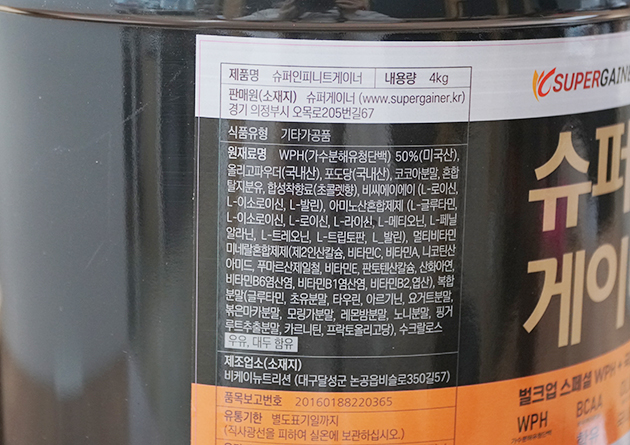 제품명 슈퍼인피니트게이너 내용량 4kg
판매원(소재지) 슈퍼게이너 (www.supergainer.kr)
경기 의정부시 오목로205번길67
식품유형 기타가공품
원재료명 WPH(가수분해유청단백) 50%(미국산),
올리고파우더(국내산), 포도당(국내산), 코코아분말, 혼합
탈지분유, 합성착향료(초콜렛향), 비씨에이에이 (L-로이신,
L-이소로이신, L-발린), 아미노산혼합제제 (L-글루타민,
L-이소로이신, L-로이신, L-라이신, L-메티오닌, L-페닐
알라닌, L-트레오닌, L-트립토판, L_발린), 멀티비타민
미네랄혼합제제(제2인산칼슘, 비타민C, 비타민A, 니코틴산
아미드, 푸마르산제일철, 비타민E, 판토텐산칼슘, 산화아연,
비타민B6염산염, 비타민B1염산염, 비타민B2,엽산), 복합
분말(글루타민, 초유분말, 타우린, 아르기닌, 요거트분말,
볶은마카분말, 모링가분말, 레몬밤분말, 노니분말, 핑거
루트추출분말, 카르니틴, 프락토올리고당), 수크랄로스
우유, 대두 함유
제조업소(소재지)
비케이뉴트리션 (대구달성군 논공읍비슬로350길57)
품목보고번호 20160188220365
유통기한 별도표기일까지
(직사광선을 피하여 실온에 보관하십시오.)
SUPERGAINER
슈퍼
게이
벌크업 스페셜 WPH +
WPH BCAA